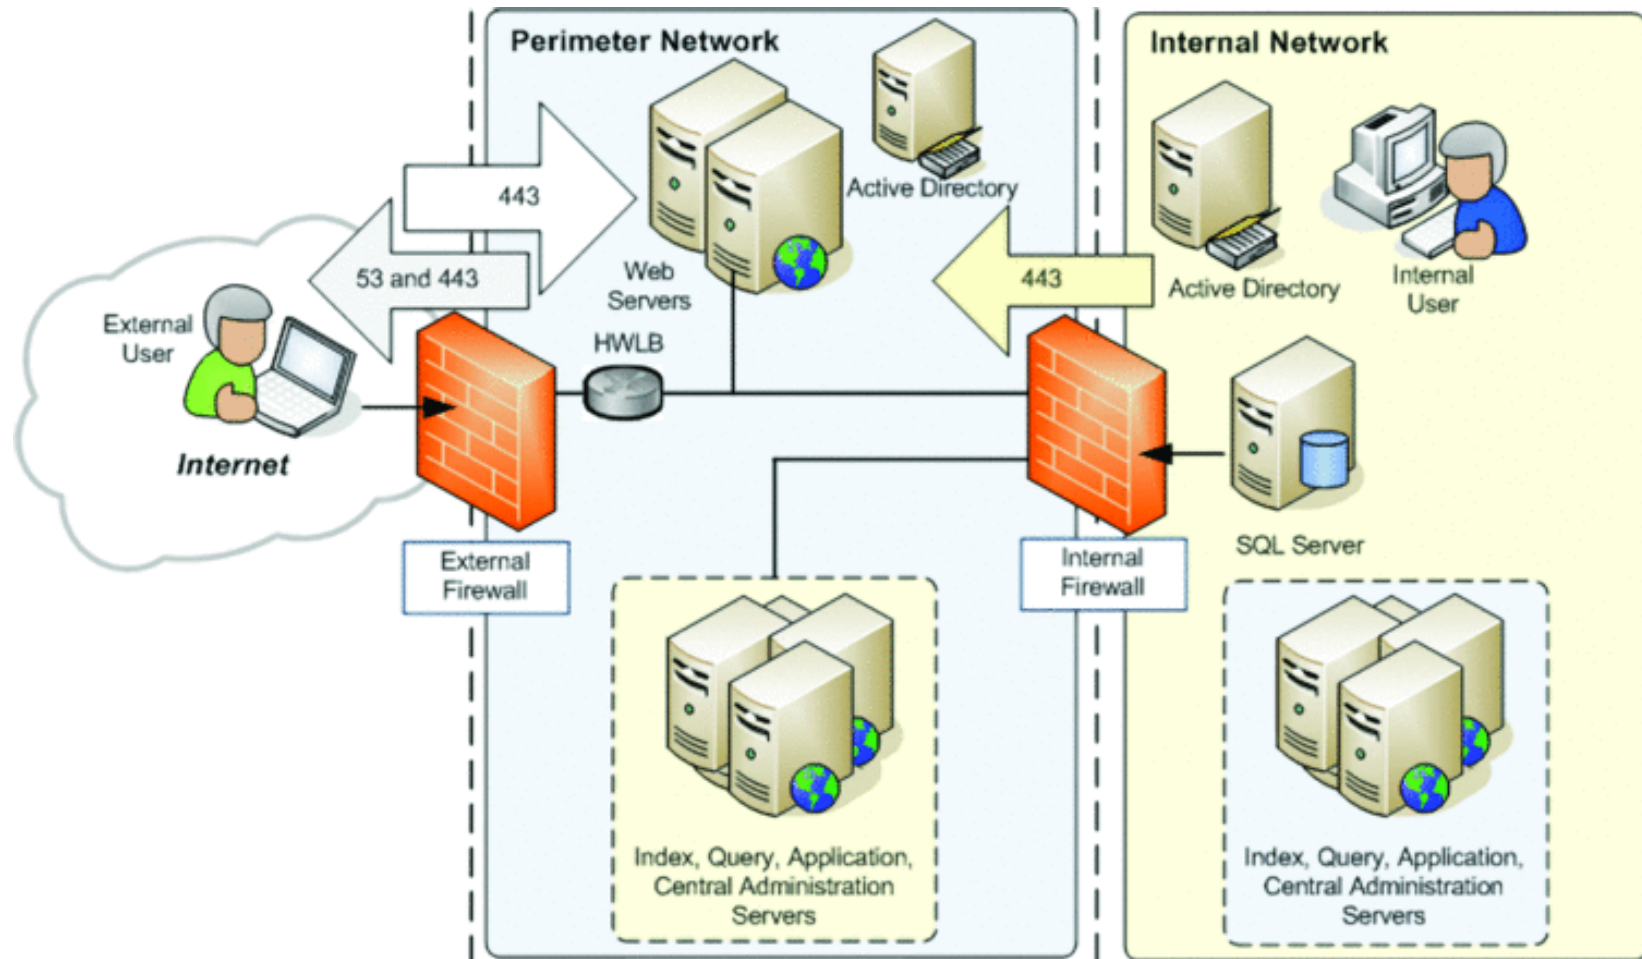 Perimeter Network
Internal Network
443
Active Directory
53 and 443
Web
Servers
443
Active Directory
Internal
User
External
User
HWLB
Internet
SQL Server
External
Firewall
Internal
Firewall
Index, Query, Application,
Central Administration
Servers
Index, Query, Application,
Central Administration
Servers